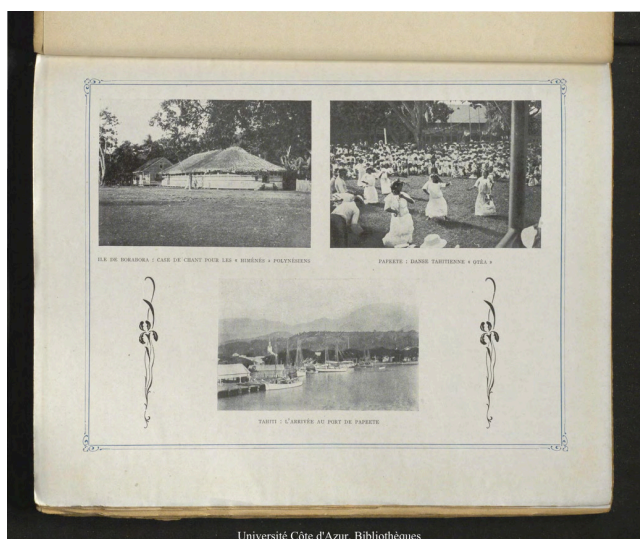 ILE DE BORABORA : CASE DE CHANT POUR LES « HIMÉNÉS » POLYNÉSIENS
PAPEETE : DANSE TAHITIENNE « OTEA »
TAHITI : L'ARRIVÉE AU PORT DE PAPEETE
Université Côte d'Azur. Bibliothèques